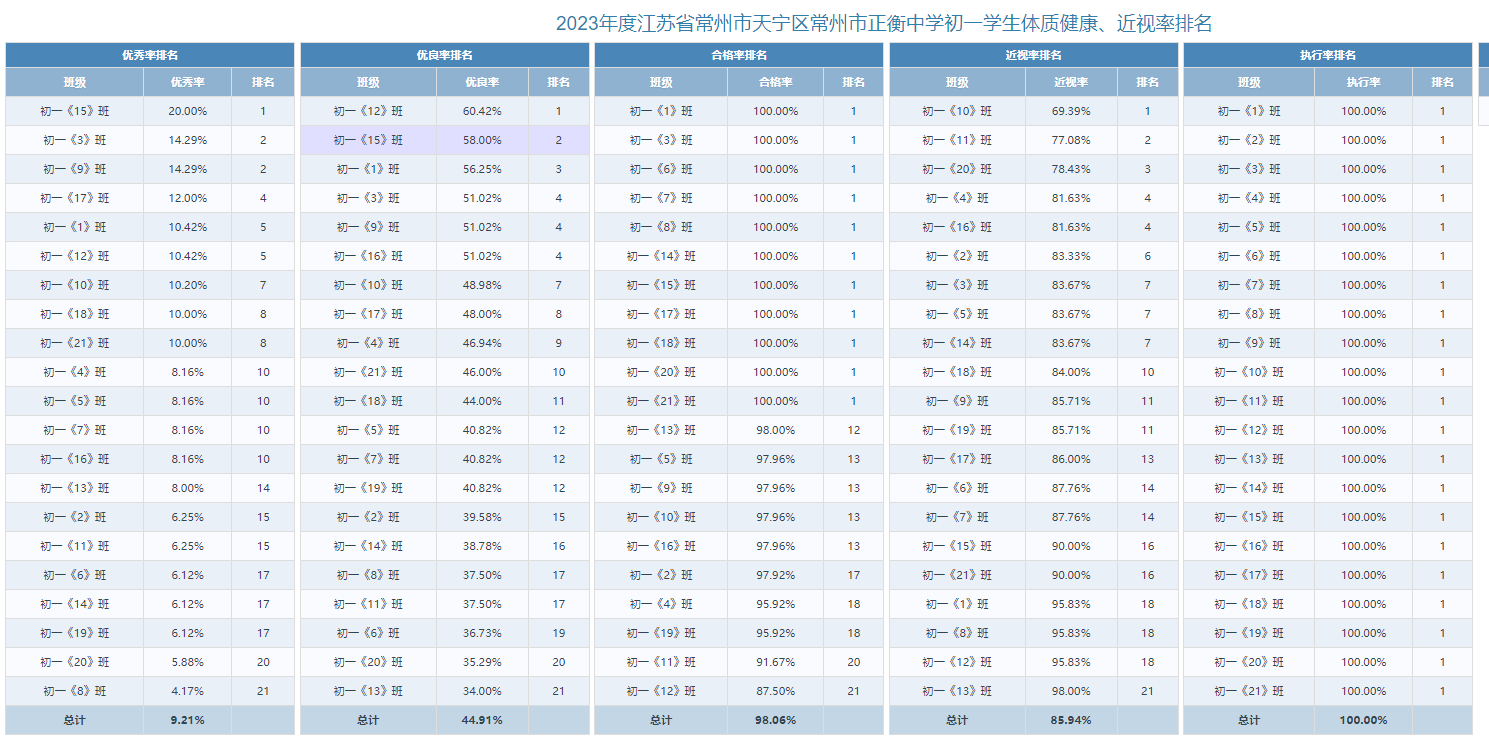 2023年度江苏省常州市天宁区常州市正衡中学初一学生体质健康、近视率排名
优秀率排名 优良率排名 合格率排名 近视率排名 执行率排名
班级 优秀率 排名 班级 优良率 排名 班级 合格率 排名 班级 近视率 排名 班级 执行率 排名
初一《15》班 20.00% 1 初一《12》班 60.42% 1 初一《1》班 100.00% 1 初一《10》班 69.39% 1 初一《1》班 100.00% 1
初一《3》班 14.29% 2 初一《15》班 58.00% 2 初一《3》班 100.00% 1 初一《11》班 77.08% 2 初一《2》班 100.00% 1
初一《9》班 14.29% 2 初一《1》班 56.25% 3 初一《6》班 100.00% 1 初一《20》班 78.43% 3 初一《3》班 100.00% 1
初一《17》班 12.00% 4 初一《3》班 51.02% 4 初一《7》班 100.00% 1 初一《4》班 81.63% 4 初一《4》班 100.00% 1
初一《1》班 10.42% 5 初一《9》班 51.02% 4 初一《8》班 100.00% 1 初一《16》班 81.63% 4 初一《5》班 100.00% 1
初一《12》班 10.42% 5 初一《16》班 51.02% 4 初一《14》班 100.00% 1 初一《2》班 83.33% 6 初一《6》班 100.00% 1
初一《10》班 10.20% 7 初一《10》班 48.98% 7 初一《15》班 100.00% 1 初一《3》班 83.67% 7 初一《7》班 100.00% 1
初一《18》班 10.00% 8 初一《17》班 48.00% 8 初一《17》班 100.00% 1 初一《5》班 83.67% 7 初一《8》班 100.00% 1
初一《21》班 10.00% 8 初一《4》班 46.94% 9 初一《18》班 100.00% 1 初一《14》班 83.67% 7 初一《9》班 100.00% 1
初一《4》班 8.16% 10 初一《21》班 46.00% 10 初一《20》班 100.00% 1 初一《18》班 84.00% 10 初一《10》班 100.00% 1
初一《5》班 8.16% 10 初一《18》班 44.00% 11 初一《21》班 100.00% 1 初一《9》班 85.71% 11 初一《11》班 100.00% 1
初一《7》班 8.16% 10 初一《5》班 40.82% 12 初一《13》班 98.00% 12 初一《19》班 85.71% 11 初一《12》班 100.00% 1
初一《16》班 8.16% 10 初一《7》班 40.82% 12 初一《5》班 97.96% 13 初一《17》班 86.00% 13 初一《13》班 100.00% 1
初一《13》班 8.00% 14 初一《19》班 40.82% 12 初一《9》班 97.96% 13 初一《6》班 87.76% 14 初一《14》班 100.00% 1
初一《2》班 6.25% 15 初一《2》班 39.58% 15 初一《10》班 97.96% 13 初一《7》班 87.76% 14 初一《15》班 100.00% 1
初一《11》班 6.25% 15 初一《14》班 38.78% 16 初一《16》班 97.96% 13 初一《15》班 90.00% 16 初一《16》班 100.00% 1
初一《6》班 6.12% 17 初一《8》班 37.50% 17 初一《2》班 97.92% 17 初一《21》班 90.00% 16 初一《17》班 100.00% 1
初一《14》班 6.12% 17 初一《11》班 37.50% 17 初一《4》班 95.92% 18 初一《1》班 95.83% 18 初一《18》班 100.00% 1
初一《19》班 6.12% 17 初一《6》班 36.73% 19 初一《19》班 95.92% 18 初一《8》班 95.83% 18 初一《19》班 100.00% 1
初一《20》班 5.88% 20 初一《20》班 35.29% 20 初一《11》班 91.67% 20 初一《12》班 95.83% 18 初一《20》班 100.00% 1
初一《8》班 4.17% 21 初一《13》班 34.00% 21 初一《12》班 87.50% 21 初一《13》班 98.00% 21 初一《21》班 100.00% 1
总计 9.21% 总计 44.91% 总计 98.06% 总计 85.94% 总计 100.00%